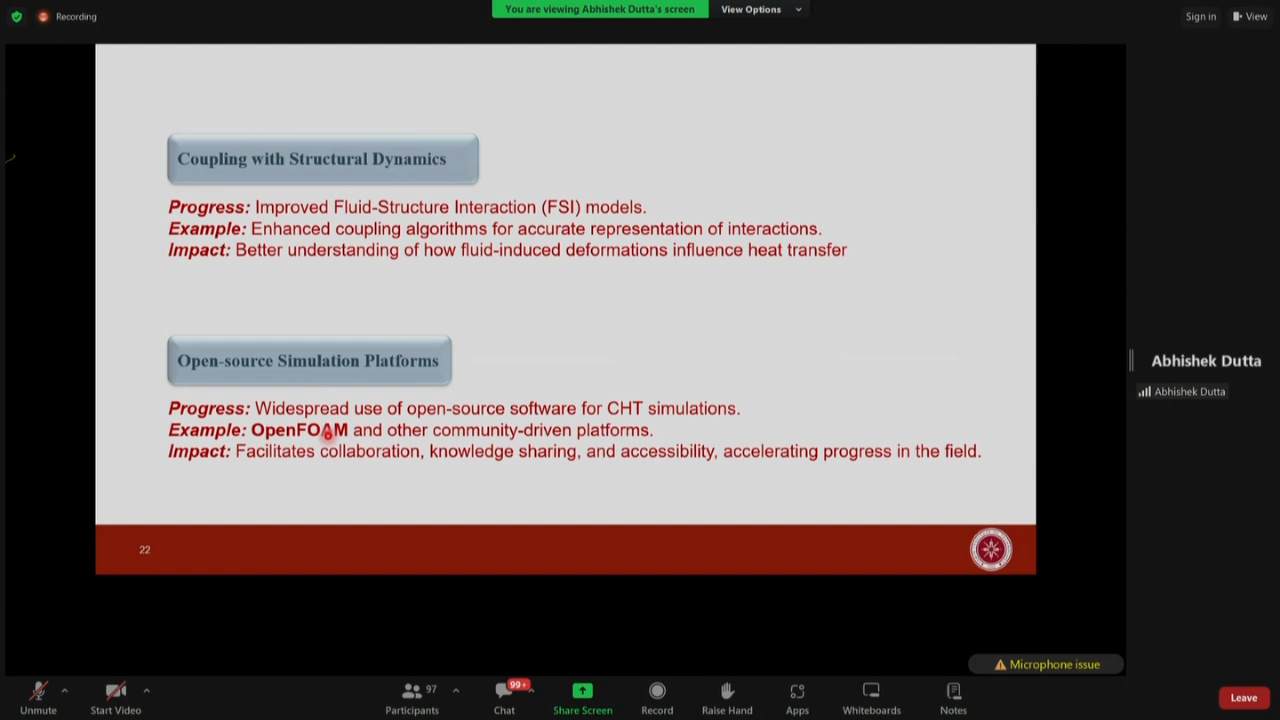 Recording
You are viewing Abhishek Dutta's screen
View Options
Sign in
View
Coupling with Structural Dynamics
Progress: Improved Fluid-Structure Interaction (FSI) models.
Example: Enhanced coupling algorithms for accurate representation of interactions.
Impact: Better understanding of how fluid-induced deformations influence heat transfer
Open-source Simulation Platforms
Progress: Widespread use of open-source software for CHT simulations.
Example: OpenFOAM and other community-driven platforms.
Impact: Facilitates collaboration, knowledge sharing, and accessibility, accelerating progress in the field.
22
Abhishek Dutta
Abhishek Dutta
Microphone issue
Unmute
Start Video
97
Participants
99+
Chat
Share Screen
Record
Raise Hand
Apps
Whiteboards
Notes
Leave